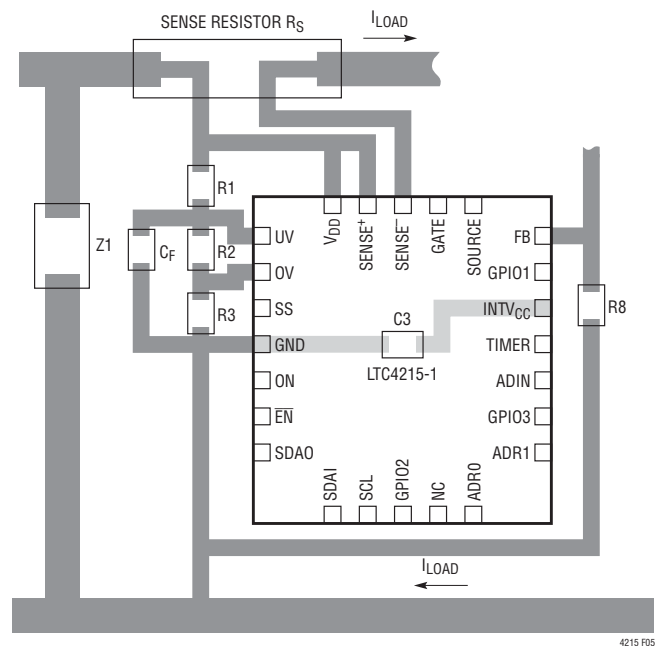 SENSE RESISTOR RS
ILOAD
R1
Z1
CF
R2
R3
R8
UV
OV
SS
GND
ON
EN
SDAO
VDD
SENSE+
SENSE−
GATE
SOURCE
FB
GPIO1
INTVCC
TIMER
ADIN
GPIO3
ADR1
C3
LTC4215-1
SDAI
SCL
GPIO2
NC
ADR0
ILOAD
4215 F05